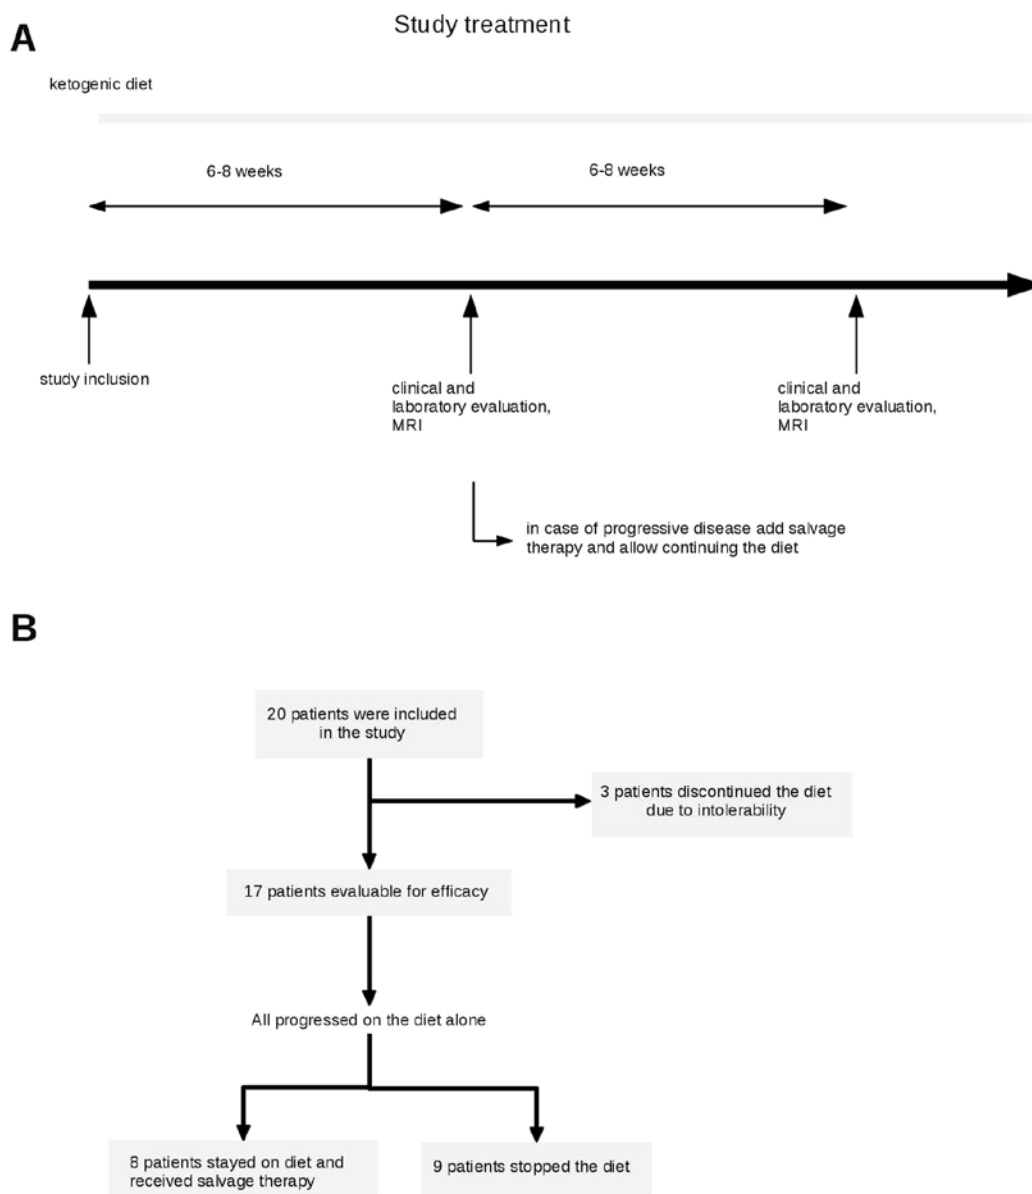 A
Study treatment
ketogenic diet
6-8 weeks
6-8 weeks
study inclusion
clinical and
laboratory evaluation,
MRI
clinical and
laboratory evaluation,
MRI
in case of progressive disease add salvage
therapy and allow continuing the diet
B
20 patients were included
in the study
3 patients discontinued the diet
due to intolerability
17 patients evaluable for efficacy
All progressed on the diet alone
8 patients stayed on diet and
received salvage therapy
9 patients stopped the diet